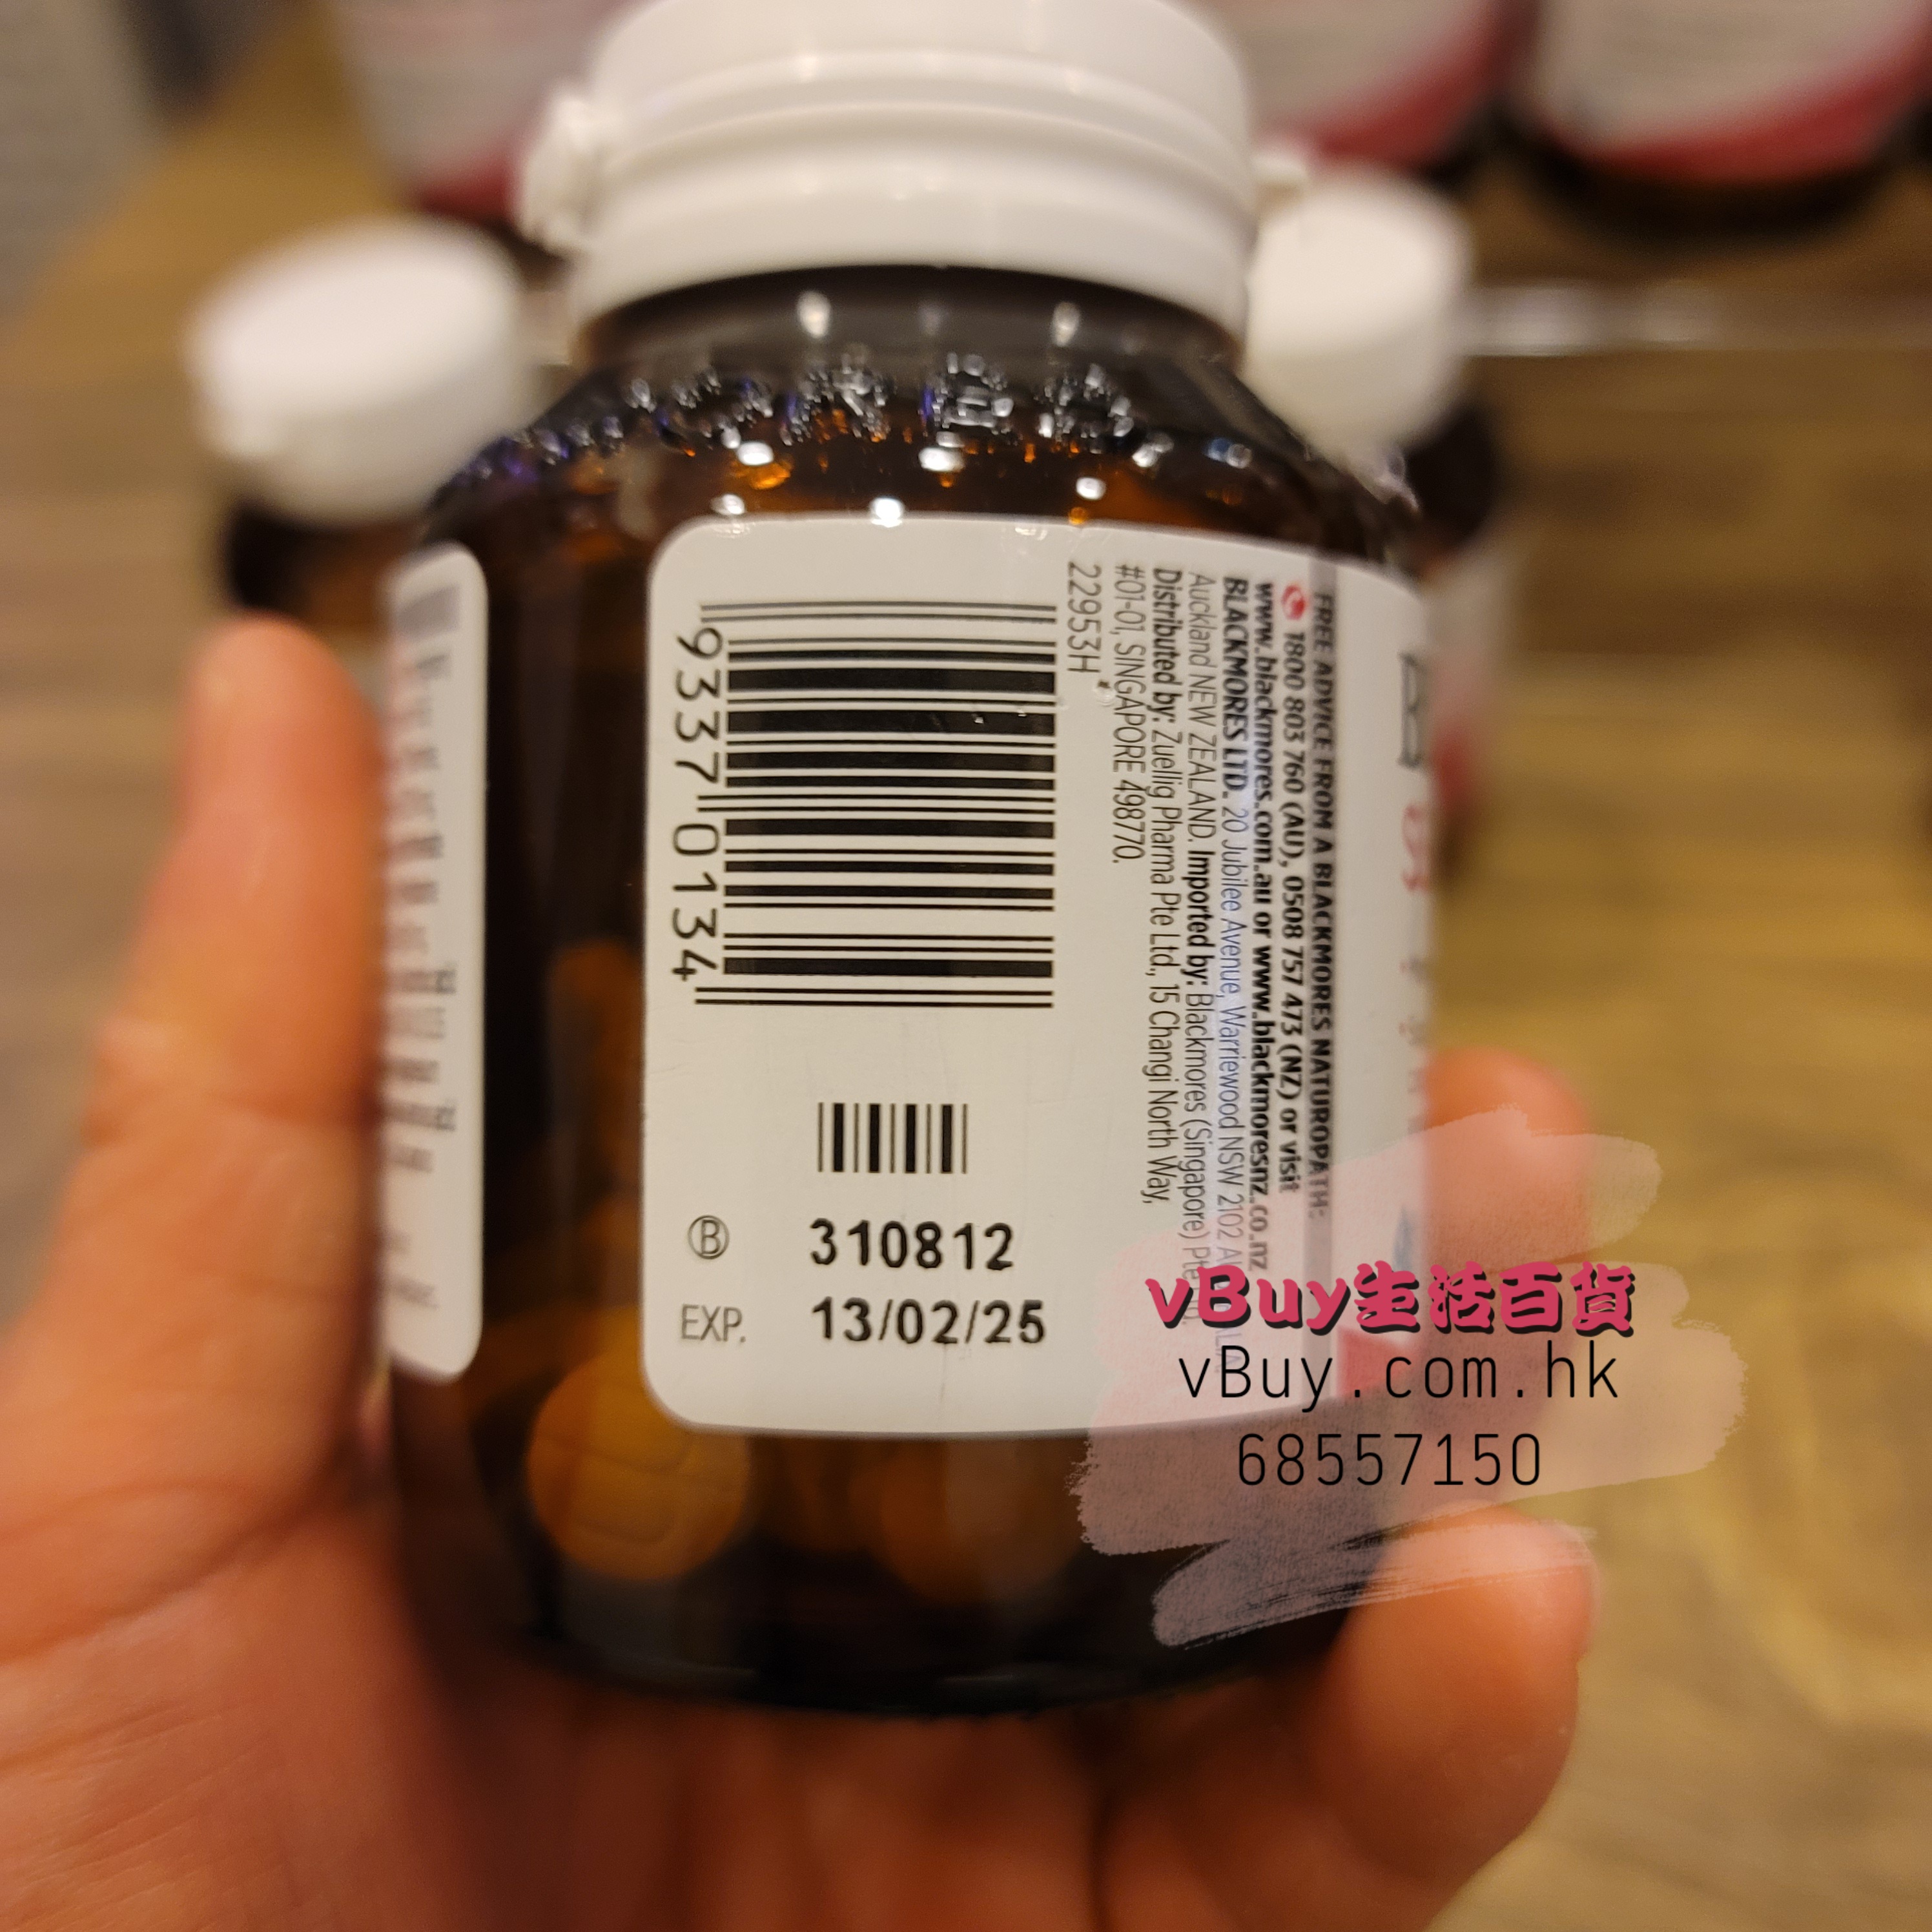 FREE ADVICE FROM A BLACKMORES NATUROPATH:
1800 803 760 (AU), 0508 757 473 (NZ) or visit
www.blackmores.com.au or www.blackmoresnz.co.nz
BLACKMORES LTD. 20 Jubilee Avenue, Warriewood NSW 2102
Auckland NEW ZEALAND. Imported by: Blackmores (Singapore) Pte
Distributed by: Zuellig Pharma Pte Ltd., 15 Changi North Way,
#01-01, SINGAPORE 498770.
22953H
93370134
Ⓑ 310812
EXP. 13/02/25
vBuy生活百貨
vBuy.com.hk
68557150